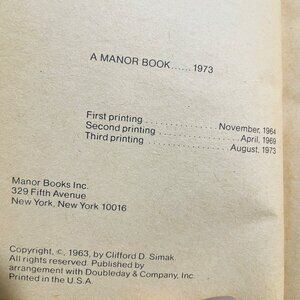 A MANOR BOOK.....1973
First printing ........................ November, 1964
Second printing ........................ April, 1969
Third printing ........................ August, 1973
Manor Books Inc.
329 Fifth Avenue
New York, New York 10016
Copyright, ©, 1963, by Clifford D. Simak
All rights reserved. Published by
arrangement with Doubleday & Company, Inc.
Printed in the U.S.A.